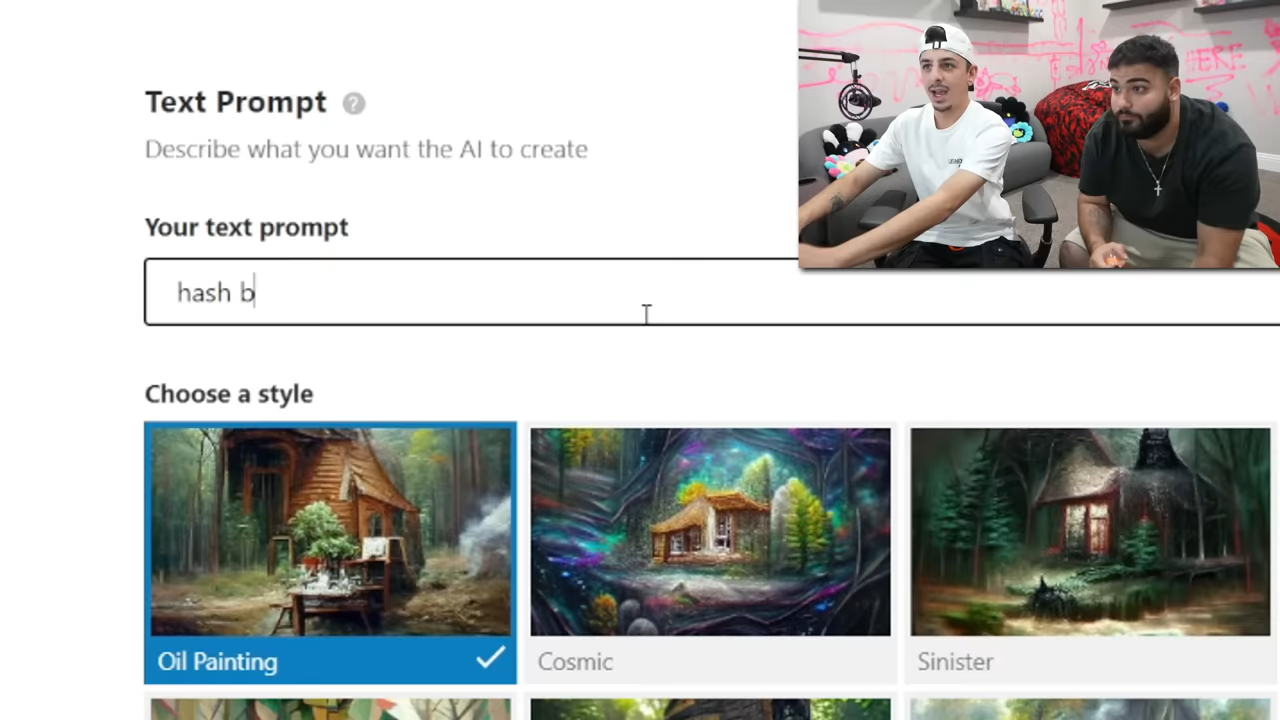 Text Prompt ?
Describe what you want the AI to create
Your text prompt
hash b
Choose a style
Oil Painting
Cosmic
Sinister
HERE